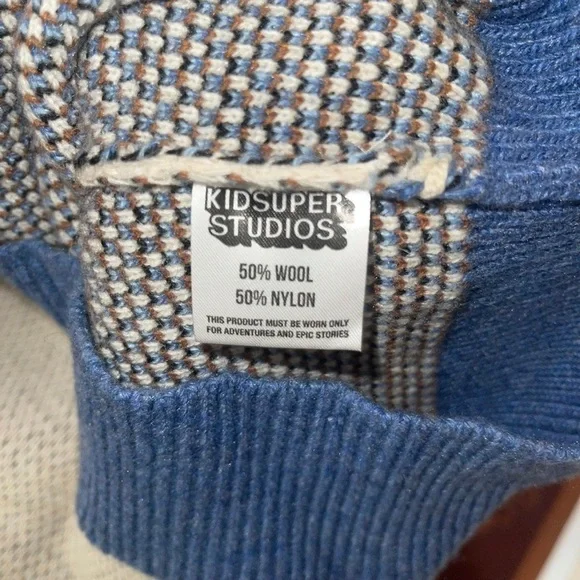 KIDSUPER
STUDIOS
50% WOOL
50% NYLON
THIS PRODUCT MUST BE WORN ONLY
FOR ADVENTURES AND EPIC STORIES